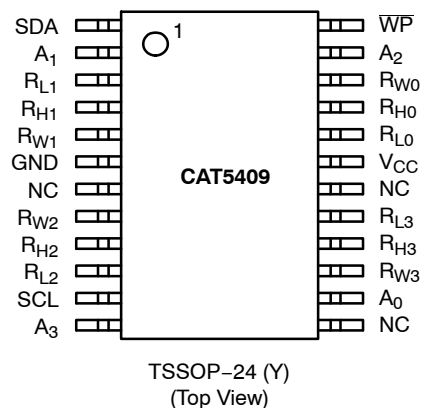 SDA WP
A1 1 A2
RL1 RW0
RH1 RH0
RW1 RL0
GND VCC
NC CAT5409 NC
RW2 RL3
RH2 RH3
RL2 RW3
SCL A0
A3 NC
TSSOP−24 (Y)
(Top View)